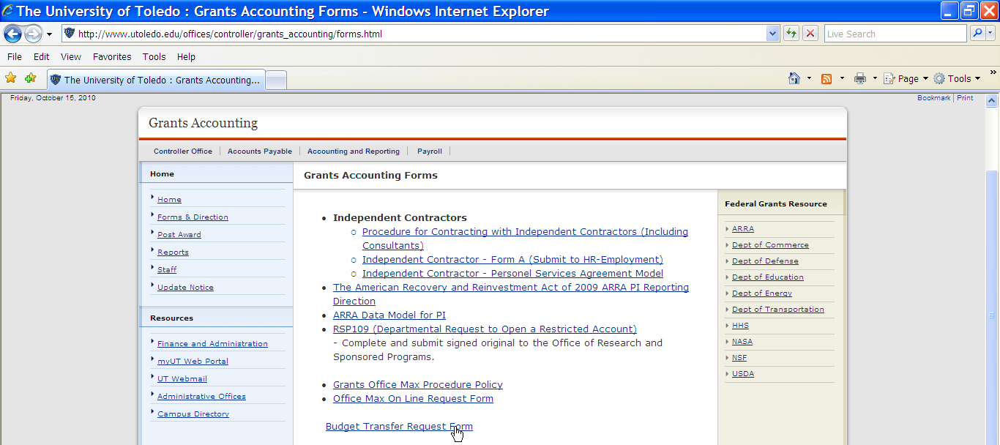 The University of Toledo : Grants Accounting Forms - Windows Internet Explorer
http://www.utoledo.edu/offices/controller/grants_accounting/forms.html
Live Search
File Edit View Favorites Tools Help
The University of Toledo : Grants Accounting...
Page Tools »
Friday, October 15, 2010
Bookmark | Print
Grants Accounting
Controller Office | Accounts Payable | Accounting and Reporting | Payroll |
Home
Home
Forms & Direction
Post Award
Reports
Staff
Update Notice
Resources
Finance and Administration
myUT Web Portal
UT Webmail
Administrative Offices
Campus Directory
Grants Accounting Forms
• Independent Contractors
○ Procedure for Contracting with Independent Contractors (Including
Consultants)
○ Independent Contractor - Form A (Submit to HR-Employment)
○ Independent Contractor - Personel Services Agreement Model
• The American Recovery and Reinvestment Act of 2009 ARRA PI Reporting
Direction
• ARRA Data Model for PI
• RSP109 (Departmental Request to Open a Restricted Account)
- Complete and submit signed original to the Office of Research and
Sponsored Programs.
• Grants Office Max Procedure Policy
• Office Max On Line Request Form
Budget Transfer Request Form
Federal Grants Resource
ARRA
Dept of Commerce
Dept of Defense
Dept of Education
Dept of Energy
Dept of Transportation
HHS
NASA
NSF
USDA